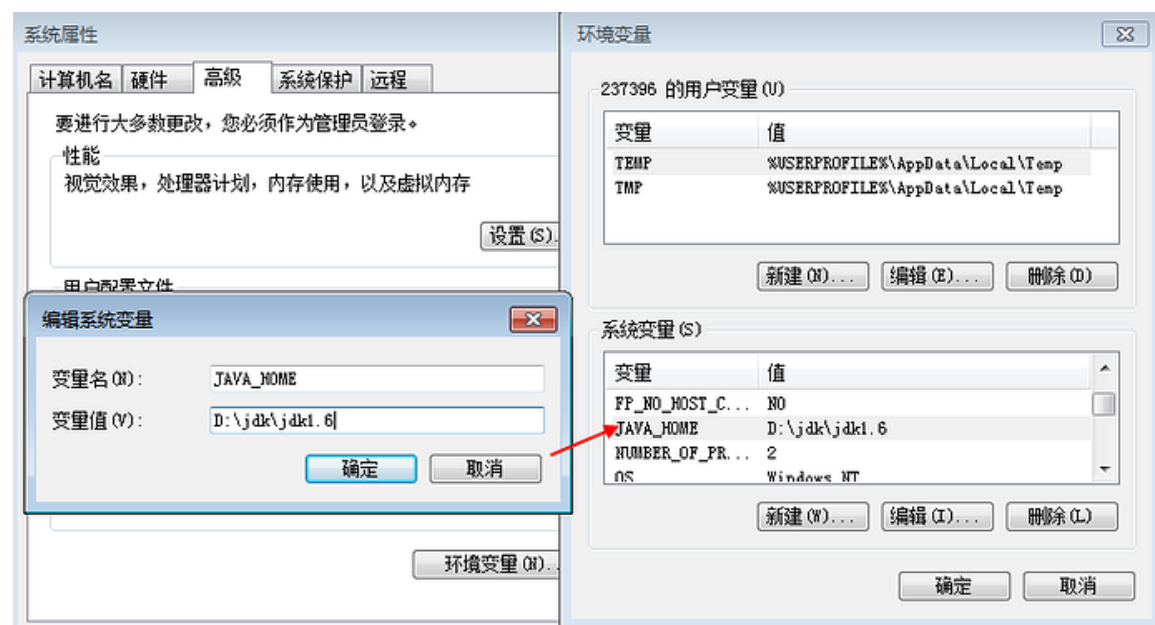 系统属性
计算机名 硬件 高级 系统保护 远程
要进行大多数更改，您必须作为管理员登录。
性能
视觉效果，处理器计划，内存使用，以及虚拟内存
设置(S).
用户配置文件
编辑系统变量
变量名(N)： JAVA_HOME
变量值(V)： D:\jdk\jdk1.6
确定 取消
环境变量(N)..
环境变量
237396 的用户变量(U)
变量 值
TEMP %USERPROFILE%\AppData\Local\Temp
TMP %USERPROFILE%\AppData\Local\Temp
新建(N)... 编辑(E)... 删除(D)
系统变量(S)
变量 值
FP_NO_HOST_C... NO
JAVA_HOME D:\jdk\jdk1.6
NUMBER_OF_PR... 2
OS Windows_NT
新建(W)... 编辑(I)... 删除(L)
确定 取消